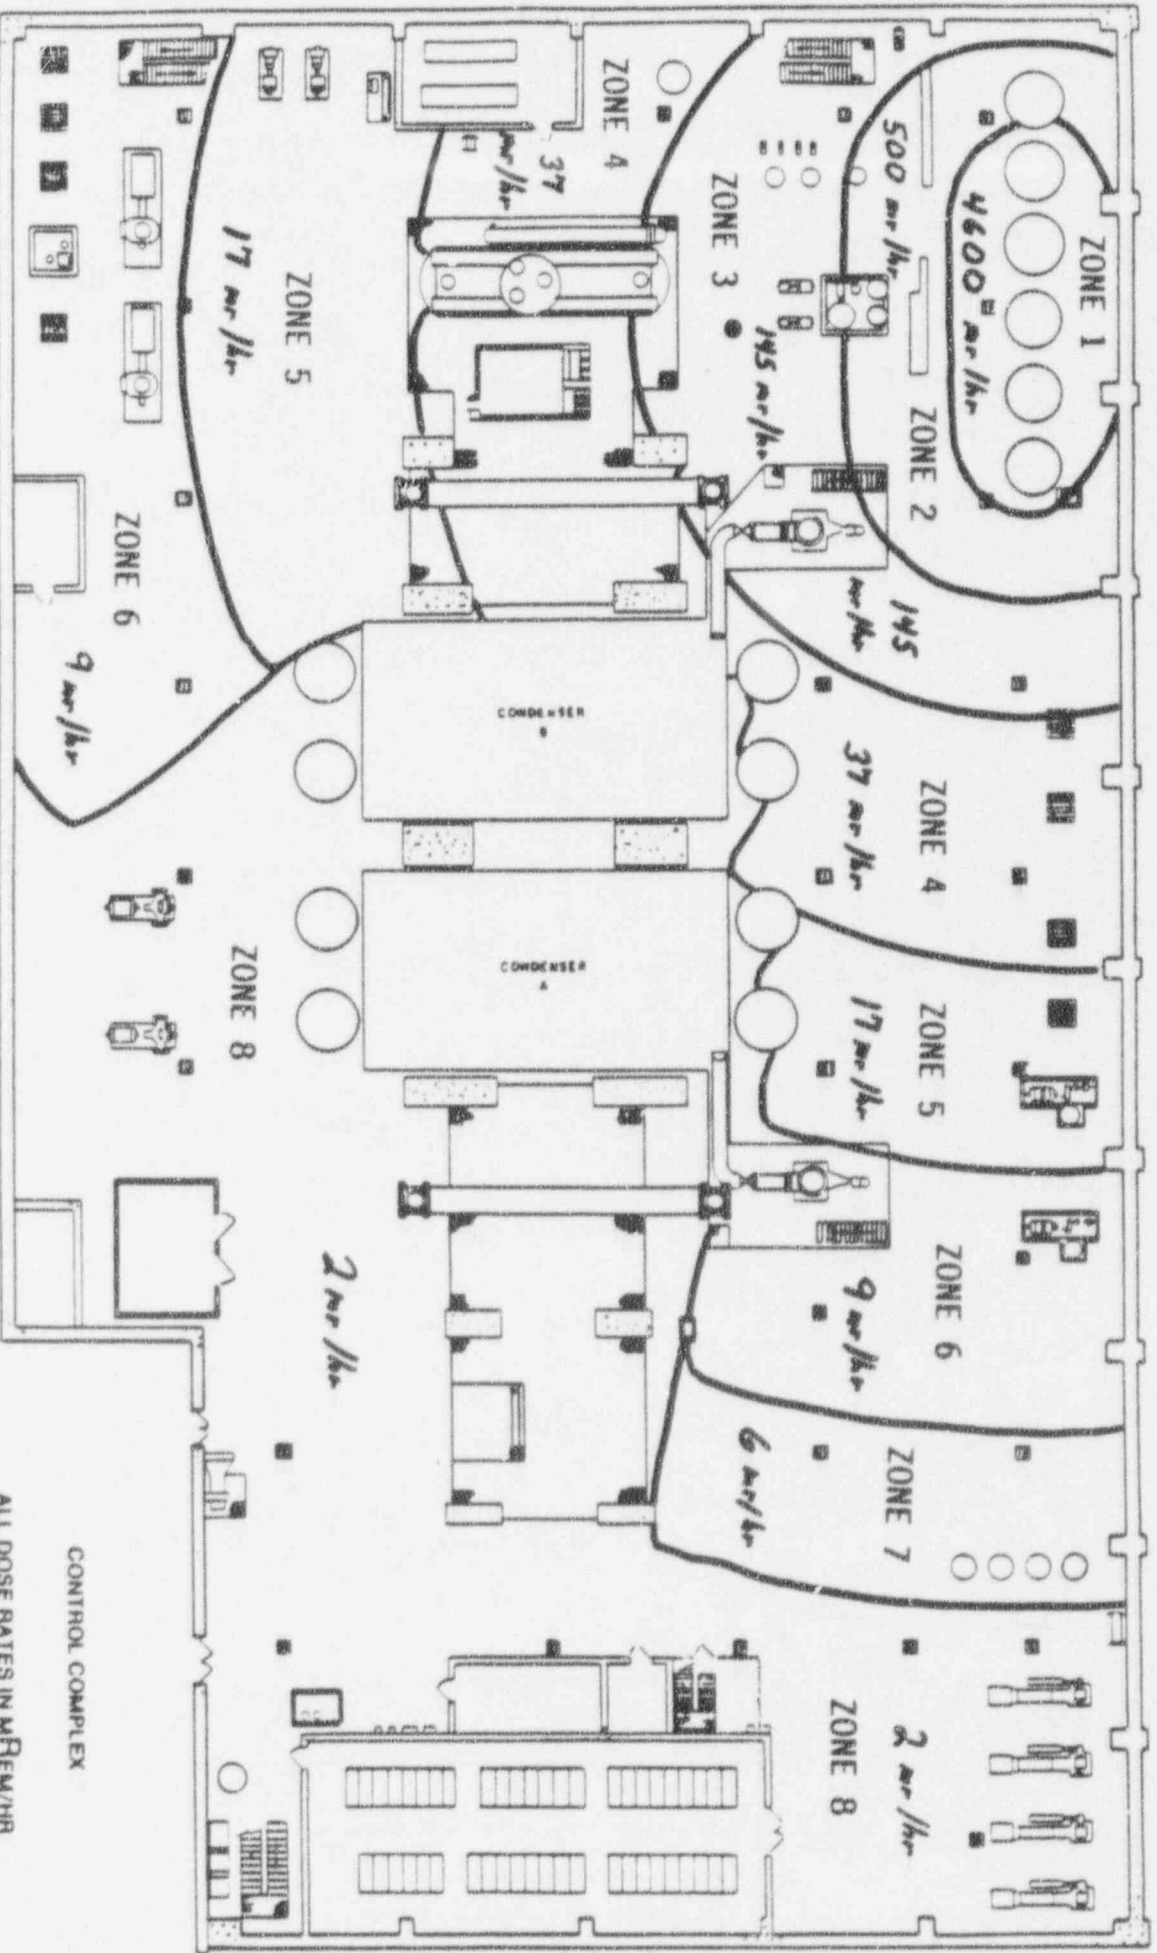 ZONE 1
4600 mr/hr
500 mr/hr
ZONE 2
ZONE 3
145 mr/hr
145
mr/hr
ZONE 4
37
mr/hr
ZONE 4
37 mr/hr
ZONE 5
17 mr/hr
ZONE 5
17 mr/hr
ZONE 6
9 mr/hr
ZONE 6
9 mr/hr
ZONE 7
6 mr/hr
ZONE 8
2 mr/hr
ZONE 8
2 mr/hr
CONDENSER
B
CONDENSER
A
CONTROL COMPLEX
ALL DOSE RATES IN MREM/HR